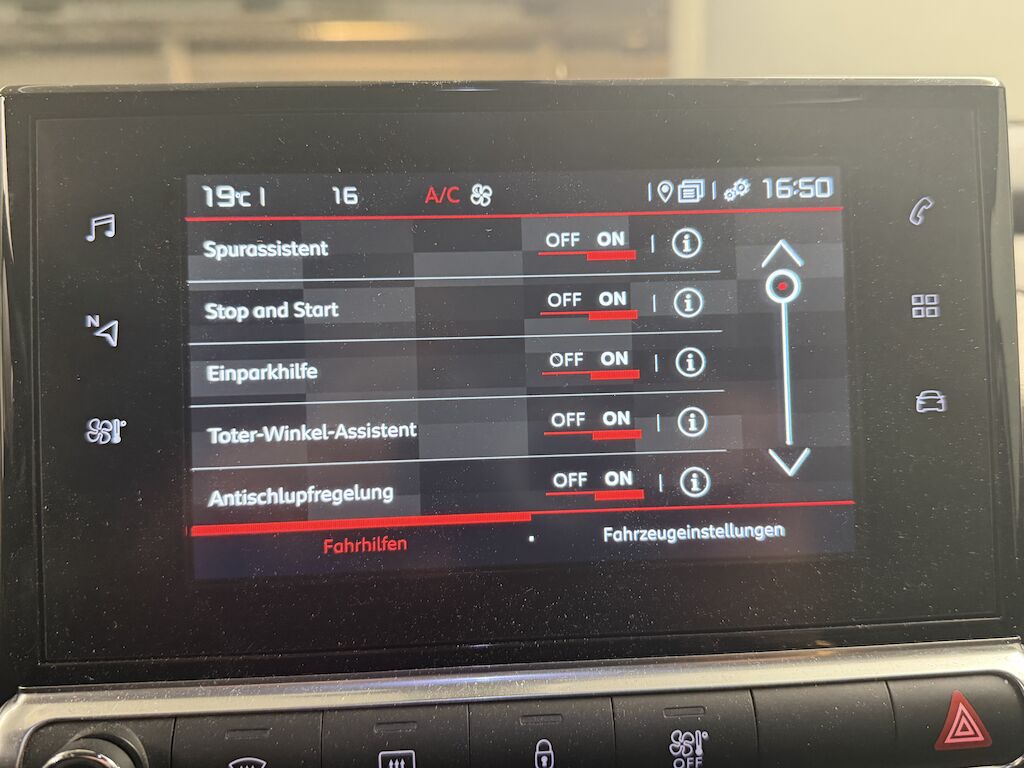 19°C 16 A/C 16:50
Spurassistent OFF ON i
Stop and Start OFF ON i
N
Einparkhilfe OFF ON i
Toter-Winkel-Assistent OFF ON i
Antischlupfregelung OFF ON i
Fahrhilfen Fahrzeugeinstellungen
OFF